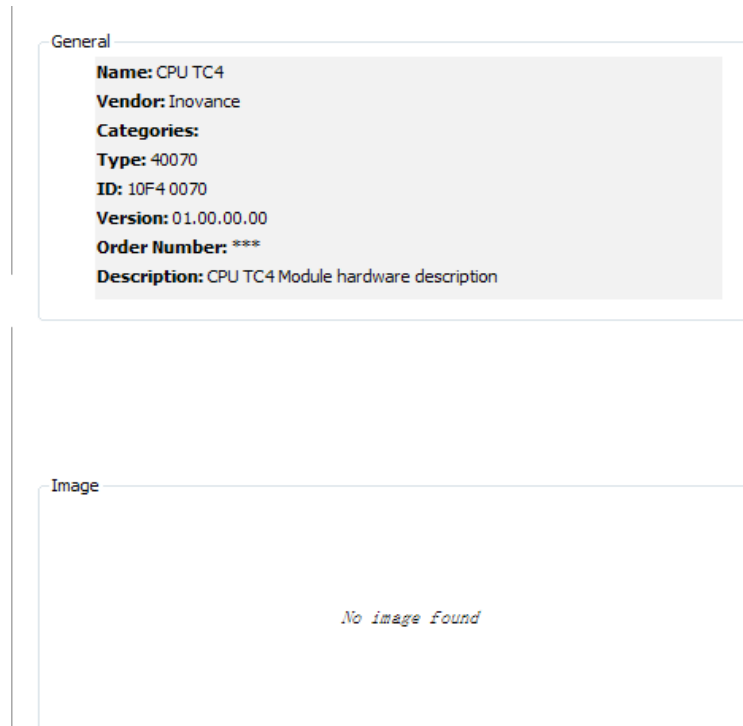 General
Name: CPU TC4
Vendor: Inovance
Categories:
Type: 40070
ID: 10F4 0070
Version: 01.00.00.00
Order Number: ***
Description: CPU TC4 Module hardware description
Image
No image found